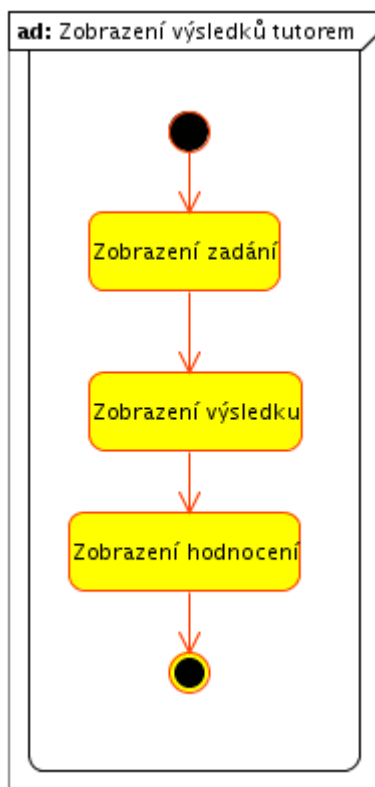 ad: Zobrazení výsledků tutorem
Zobrazení zadání
Zobrazení výsledku
Zobrazení hodnocení